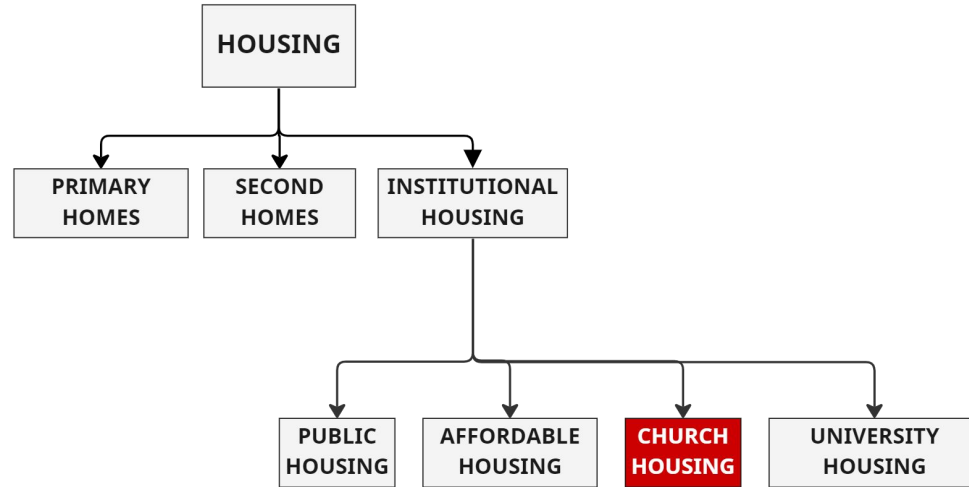 HOUSING
PRIMARY
HOMES
SECOND
HOMES
INSTITUTIONAL
HOUSING
PUBLIC
HOUSING
AFFORDABLE
HOUSING
CHURCH
HOUSING
UNIVERSITY
HOUSING